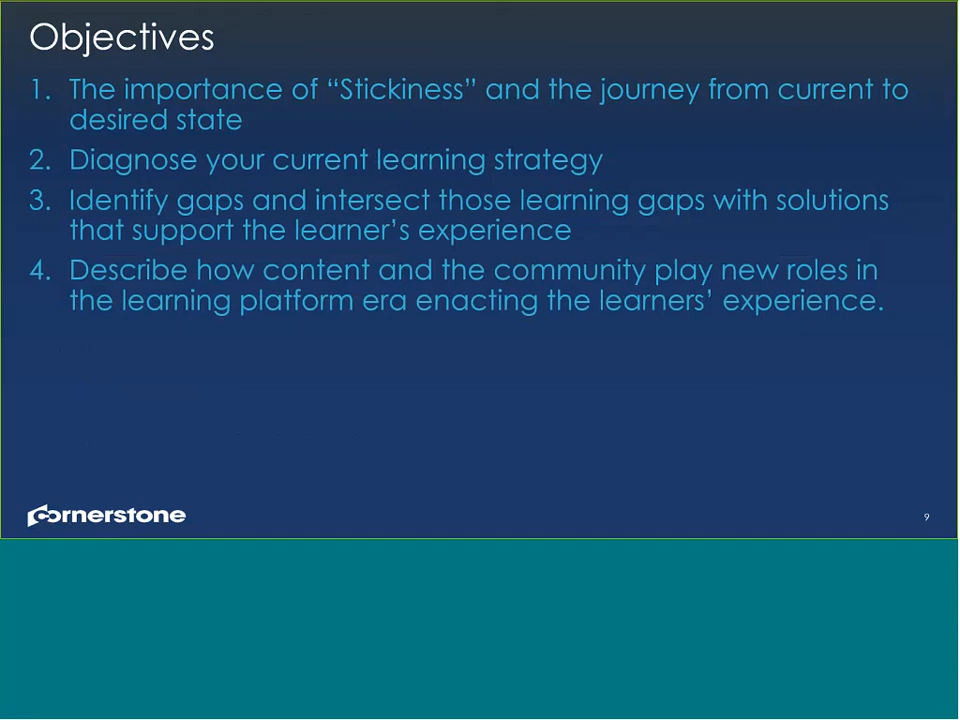 Objectives
1. The importance of “Stickiness” and the journey from current to
desired state
2. Diagnose your current learning strategy
3. Identify gaps and intersect those learning gaps with solutions
that support the learner’s experience
4. Describe how content and the community play new roles in
the learning platform era enacting the learners’ experience.
Cornerstone
9